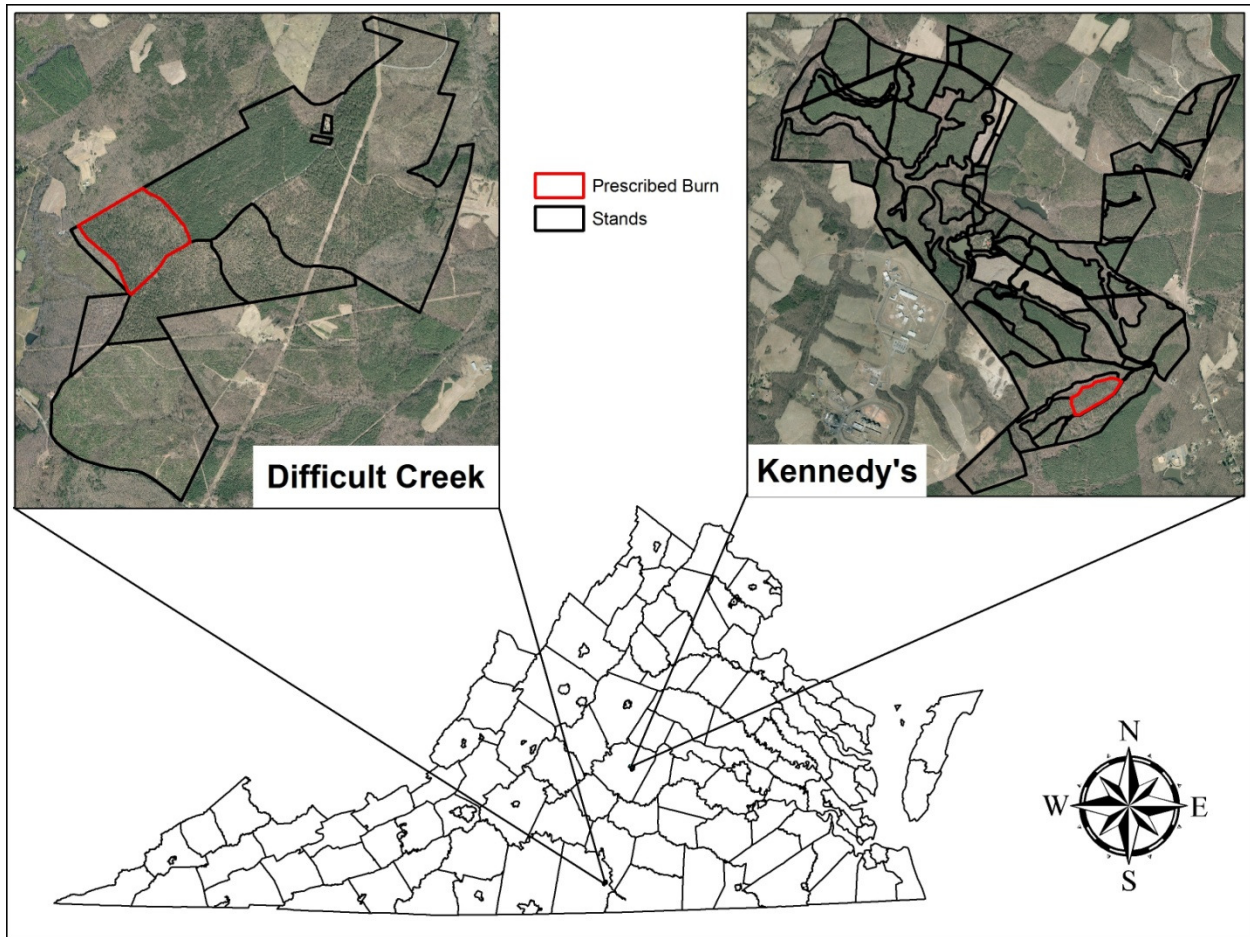 Prescribed Burn
Stands
Difficult Creek
Kennedy's
N
W E
S